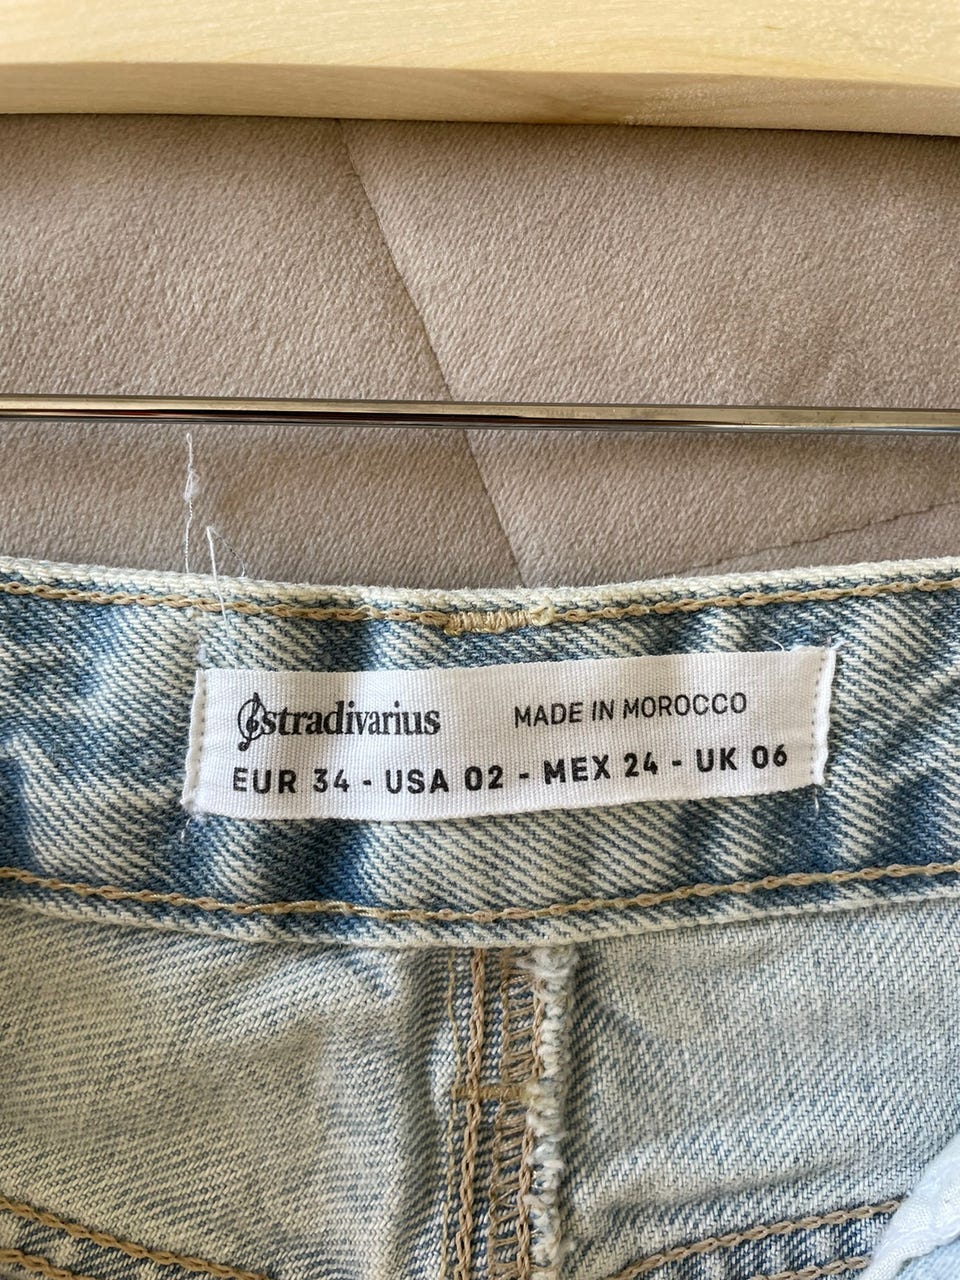 stradivarius MADE IN MOROCCO
EUR 34 - USA 02 - MEX 24 - UK 06